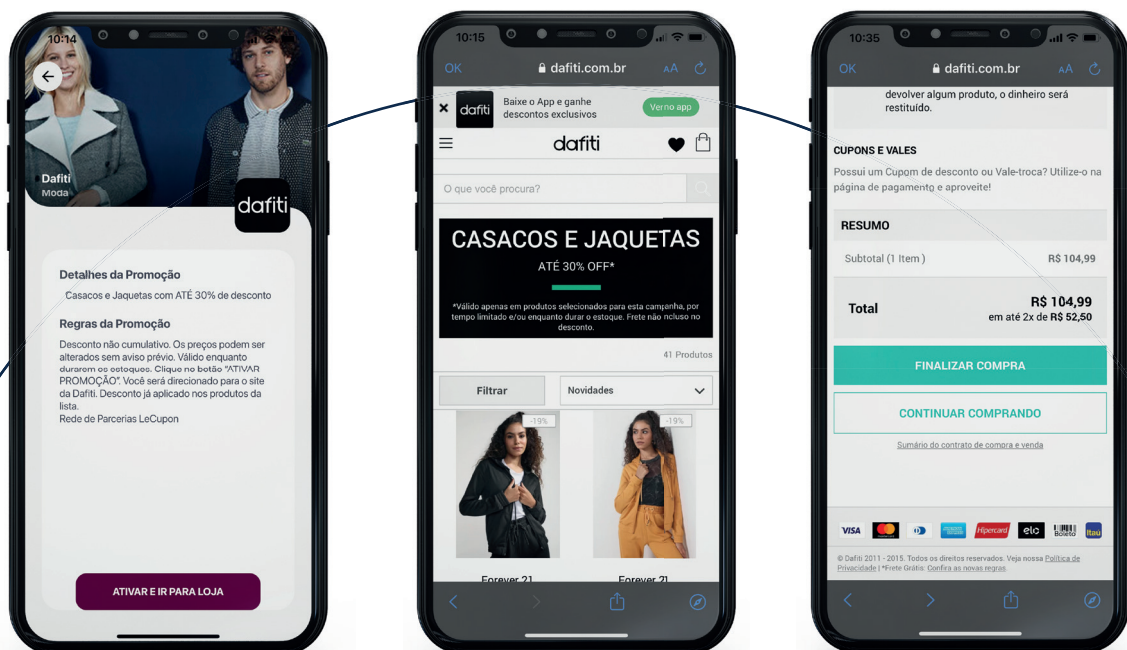 10:14
Dafiti
Moda
dafiti
Detalhes da Promoção
Casacos e Jaquetas com ATÉ 30% de desconto
Regras da Promoção
Desconto não cumulativo. Os preços podem ser
alterados sem aviso prévio. Válido enquanto
durarem os estoques. Clique no botão "ATIVAR
PROMOÇÃO". Você será direcionado para o site
da Dafiti. Desconto já aplicado nos produtos da
lista.
Rede de Parcerias LeCupon
ATIVAR E IR PARA LOJA
10:15
OK
dafiti.com.br
AA
dafiti
Baixe o App e ganhe
descontos exclusivos
Verno app
dafiti
O que você procura?
CASACOS E JAQUETAS
ATÉ 30% OFF*
*Válido apenas em produtos selecionados para esta campanha, por
tempo limitado e/ou enquanto durar o estoque. Frete não ncluso no
desconto.
41 Produtos
Filtrar
Novidades
-19%
-19%
Forever 21
Forever 21
10:35
OK
dafiti.com.br
AA
devolver algum produto, o dinheiro será
restituído.
CUPONS E VALES
Possui um Cupom de desconto ou Vale-troca? Utilize-o na
página de pagamento e aproveite!
RESUMO
Subtotal (1 Item )
R$ 104,99
Total
R$ 104,99
em até 2x de R$ 52,50
FINALIZAR COMPRA
CONTINUAR COMPRANDO
Sumário do contrato de compra e venda
VISA
Hipercard
elo
Boleto
Itaú
© Dafiti 2011 - 2015. Todos os direitos reservados. Veja nossa Política de
Privacidade | *Frete Grátis: Confira as novas regras.